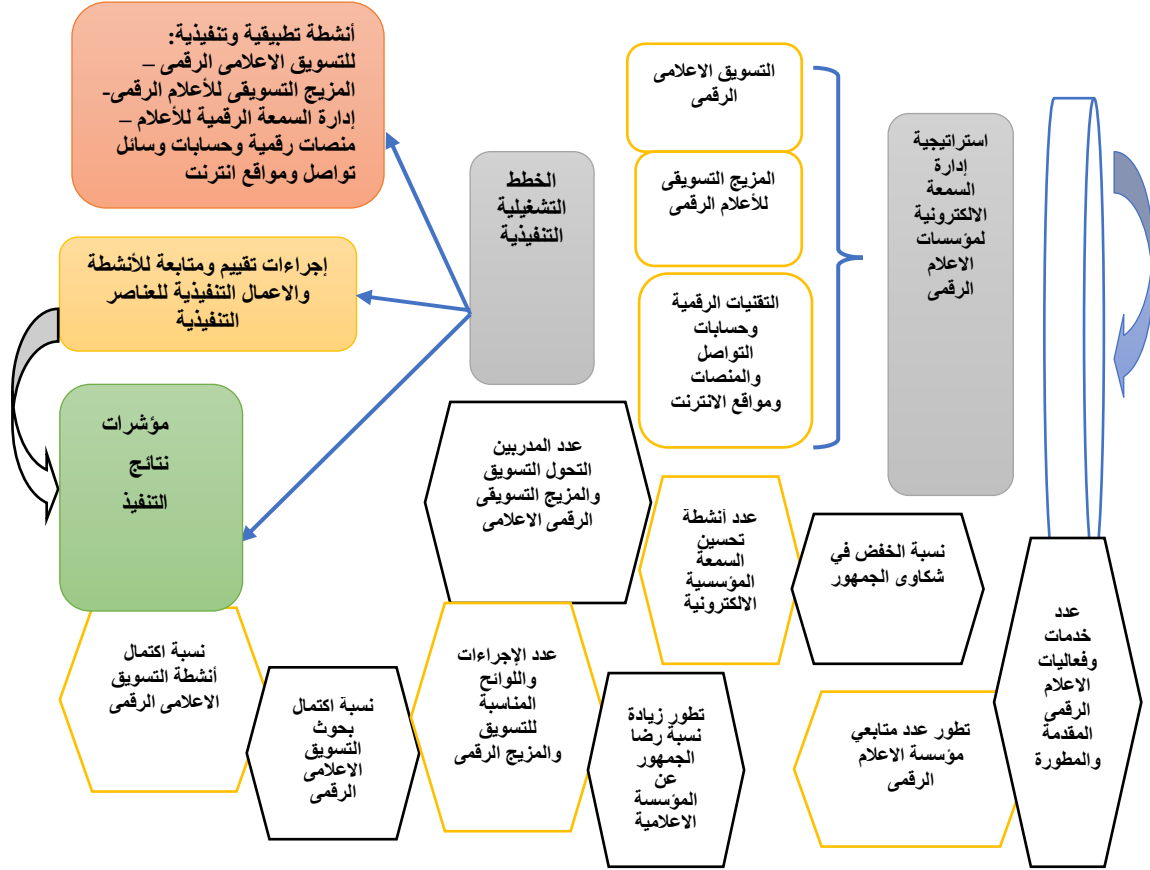 استراتيجية
إدارة
السمعة
الالكترونية
لمؤسسات
الاعلام
الرقمى
التسويق الاعلامى
الرقمى
المزيج التسويقى
للأعلام الرقمى
التقنيات الرقمية
وحسابات
التواصل
والمنصات
ومواقع الانترنت
الخطط
التشغيلية
التنفيذية
أنشطة تطبيقية وتنفيذية:
للتسويق الاعلامى الرقمى –
المزيج التسويقى للأعلام الرقمى-
إدارة السمعة الرقمية للأعلام –
منصات رقمية وحسابات وسائل
تواصل ومواقع انترنت
إجراءات تقييم ومتابعة للأنشطة
والاعمال التنفيذية للعناصر
التنفيذية
مؤشرات
نتائج
التنفيذ
عدد
خدمات
وفعاليات
الاعلام
الرقمى
المقدمة
والمطورة
نسبة الخفض في
شكاوى الجمهور
عدد أنشطة
تحسين
السمعة
المؤسسية
الالكترونية
عدد المدربين
التحول التسويق
والمزيج التسويقى
الرقمى الاعلامى
تطور عدد متابعي
مؤسسة الاعلام
الرقمى
تطور زيادة
نسبة رضا
الجمهور
عن
المؤسسة
الاعلامية
عدد الإجراءات
واللوائح
المناسبة
للتسويق
والمزيج الرقمى
نسبة اكتمال
بحوث
التسويق
الاعلامى
الرقمى
نسبة اكتمال
أنشطة التسويق
الاعلامى الرقمى